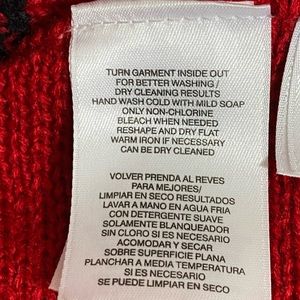 TURN GARMENT INSIDE OUT
FOR BETTER WASHING /
DRY CLEANING RESULTS
HAND WASH COLD WITH MILD SOAP
ONLY NON-CHLORINE
BLEACH WHEN NEEDED
RESHAPE AND DRY FLAT
WARM IRON IF NECESSARY
CAN BE DRY CLEANED
VOLVER PRENDA AL REVES
PARA MEJORES/
LIMPIAR EN SECO RESULTADOS
LAVAR A MANO EN AGUA FRIA
CON DETERGENTE SUAVE
SOLAMENTE BLANQUEADOR
SIN CLORO SI ES NECESARIO
ACOMODAR Y SECAR
SOBRE SUPERFICIE PLANA
PLANCHAR A MEDIA TEMPERATURA
SI ES NECESARIO
SE PUEDE LIMPIAR EN SECO